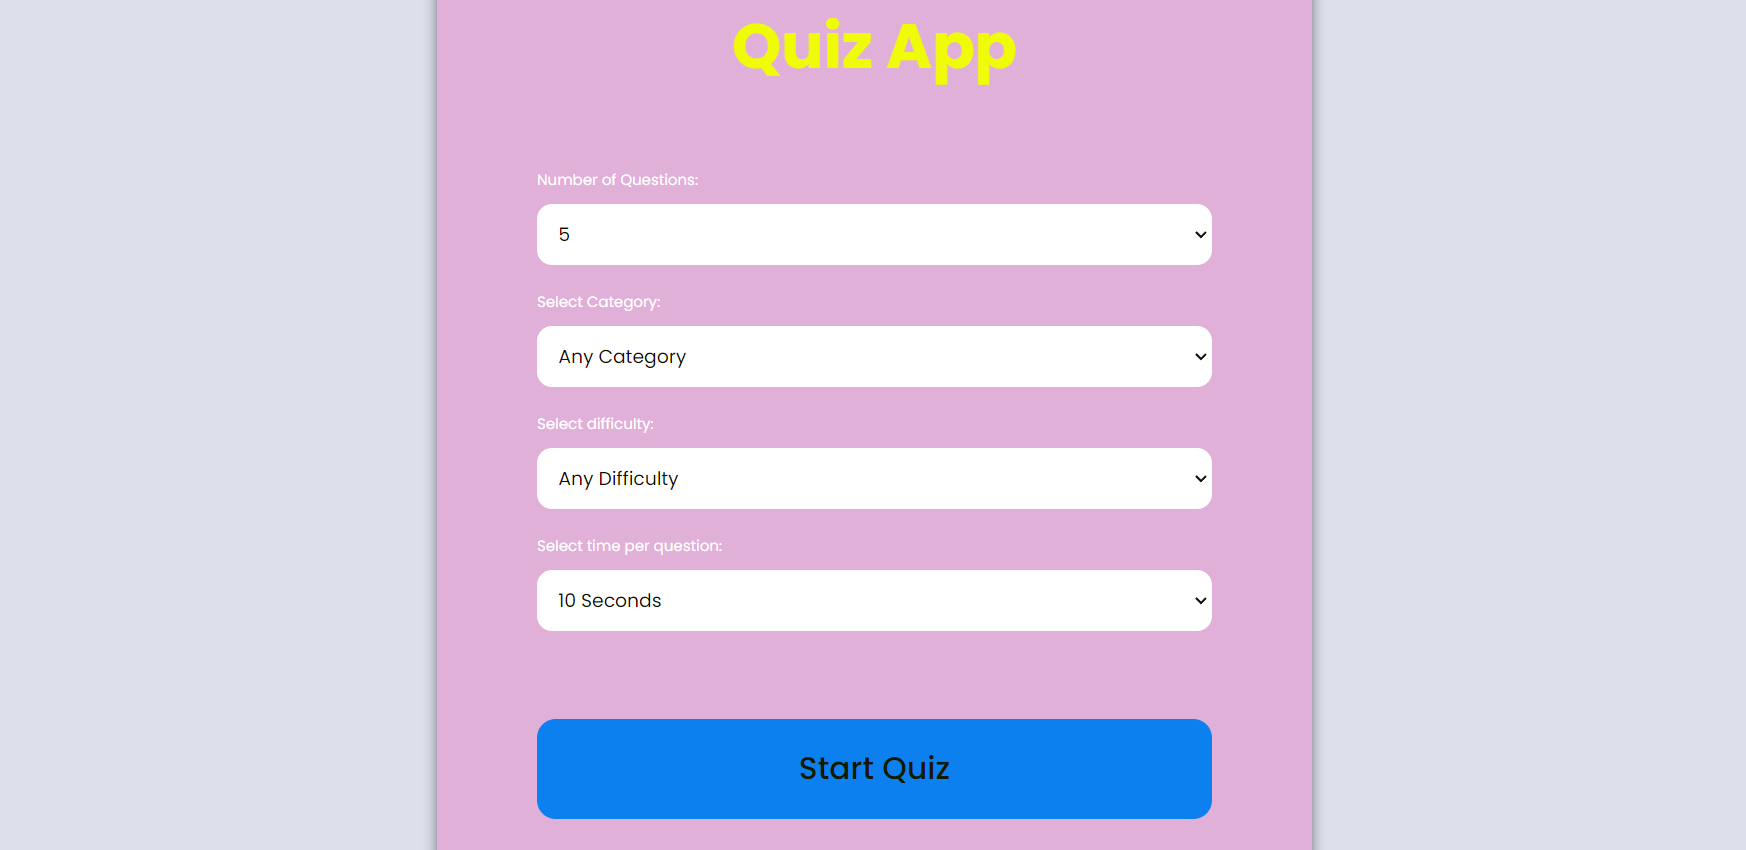 Quiz App
Number of Questions:
5
Select Category:
Any Category
Select difficulty:
Any Difficulty
Select time per question:
10 Seconds
Start Quiz